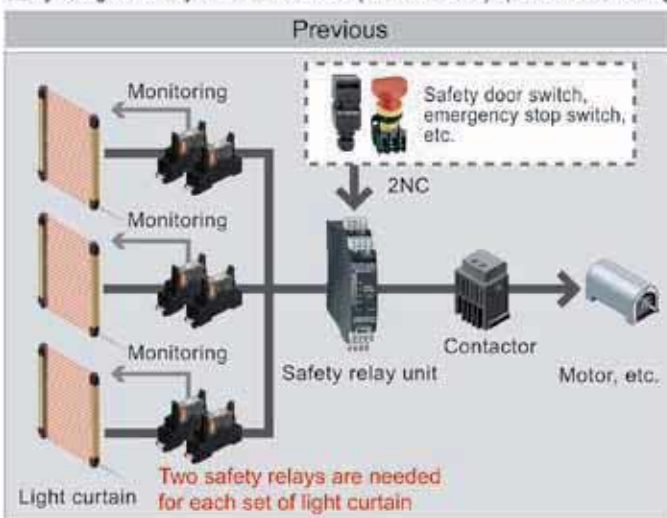 Previous
Monitoring
Safety door switch,
emergency stop switch,
etc.
2NC
Monitoring
Monitoring
Safety relay unit
Contactor
Motor, etc.
Light curtain
Two safety relays are needed
for each set of light curtain